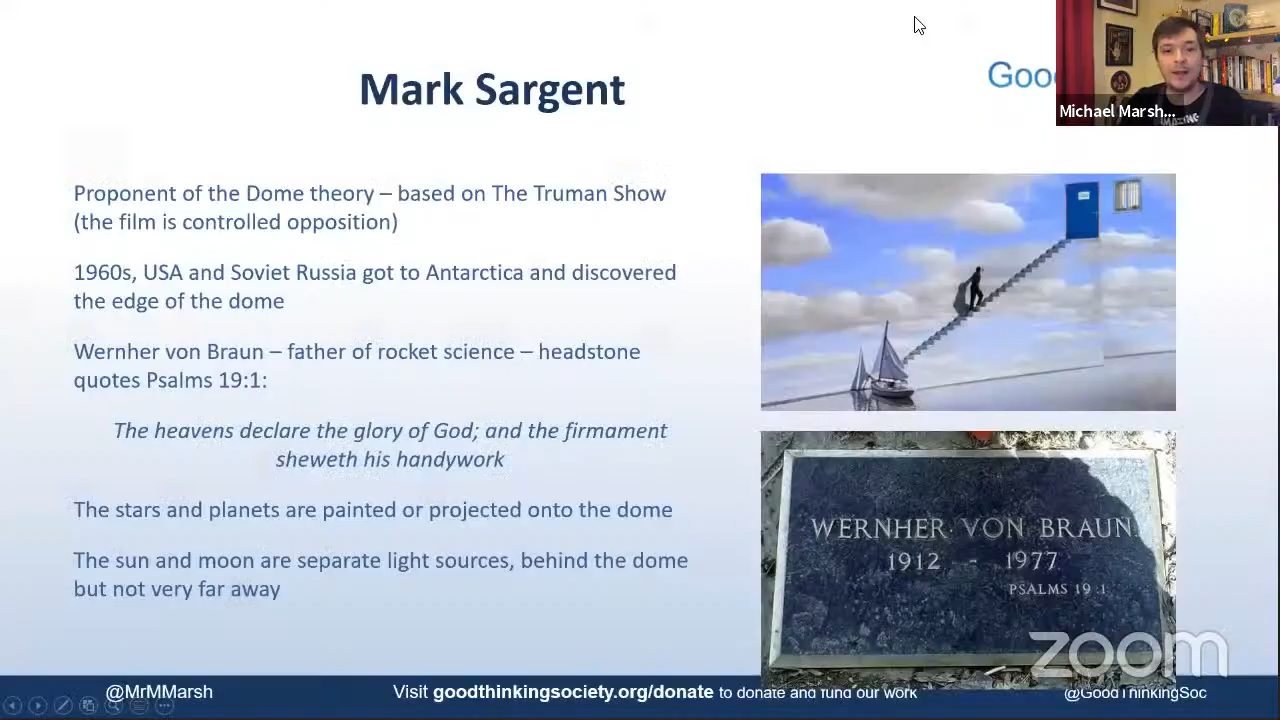 Mark Sargent
Goo
Michael Marsh...
Proponent of the Dome theory – based on The Truman Show
(the film is controlled opposition)
1960s, USA and Soviet Russia got to Antarctica and discovered
the edge of the dome
Wernher von Braun – father of rocket science – headstone
quotes Psalms 19:1:
The heavens declare the glory of God; and the firmament
sheweth his handywork
The stars and planets are painted or projected onto the dome
The sun and moon are separate light sources, behind the dome
but not very far away
WERNHER VON BRAUN
1912 - 1977
PSALMS 19:1
zoom
@MrMMarsh
Visit goodthinkingsociety.org/donate to donate and fund our work
@GoodThinkingSoc